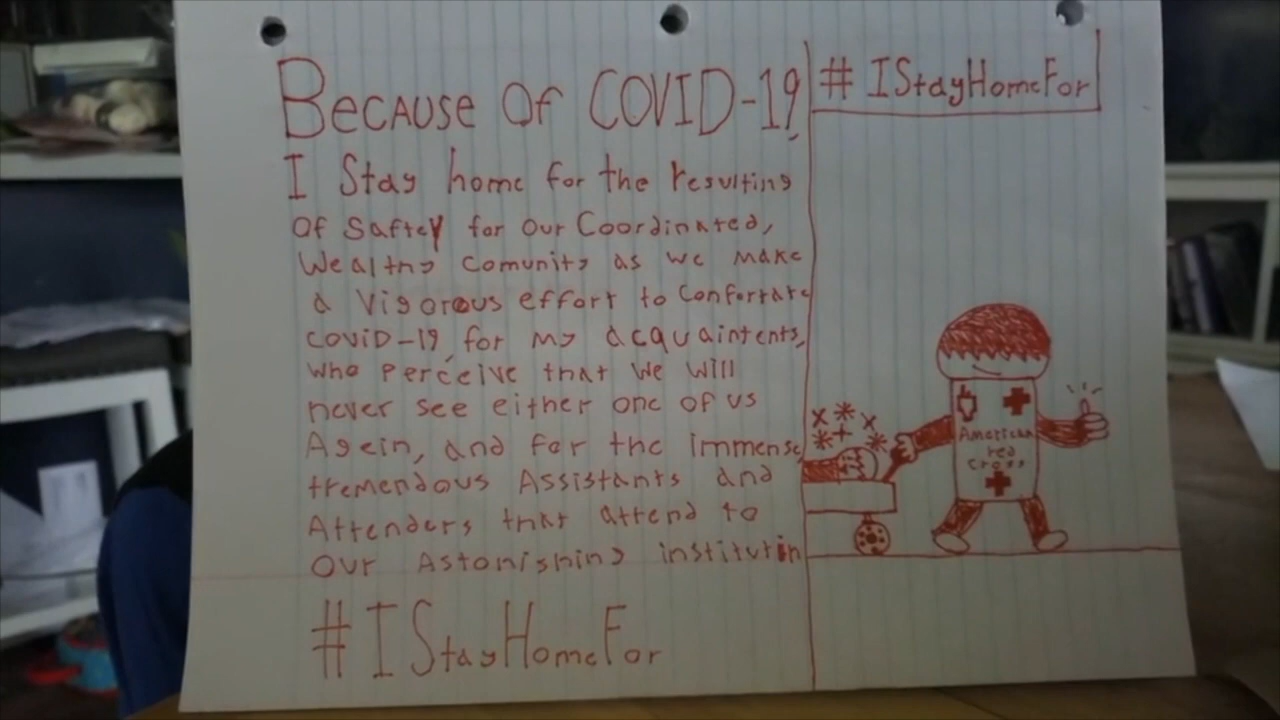 Because Of COVID-19,
I Stay home for the resulting
Of Saftey for Our Coordinated,
Wealthy Comunity as we make
a Vigorous effort to Confortate
COVID-19, for my acquaintents,
who perceive that we will
never see either one of us
Agein, and for the immense,
tremendous Assistants and
Attenders that attend to
Our Astonishing institutin
#IStayHomeFor
#IStayHomeFor
American
red
cross